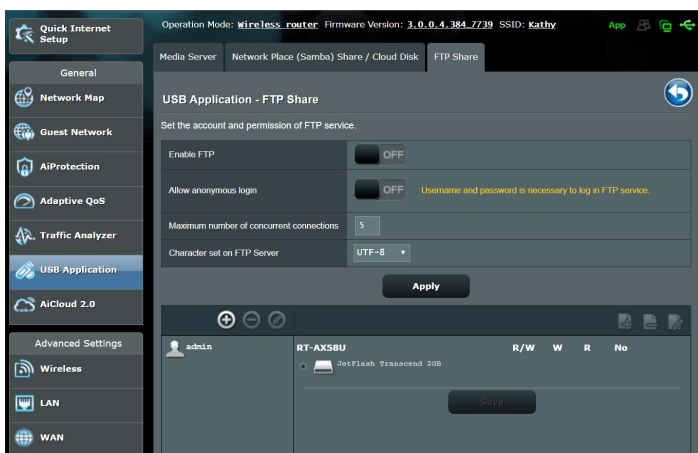 Quick Internet Setup
Operation Mode: Wireless router Firmware Version: 3.0.0.4.384_7739 SSID: Kathy App
General
Network Map
Guest Network
AiProtection
Adaptive QoS
Traffic Analyzer
USB Application
AiCloud 2.0
Advanced Settings
Wireless
LAN
WAN
Media Server Network Place (Samba) Share / Cloud Disk FTP Share
USB Application - FTP Share
Set the account and permission of FTP service.
Enable FTP OFF
Allow anonymous login OFF Username and password is necessary to log in FTP service.
Maximum number of concurrent connections 5
Character set on FTP Server UTF-8
Apply
admin RT-AX58U R/W W R No
JetFlash Transcend 2GB
Save